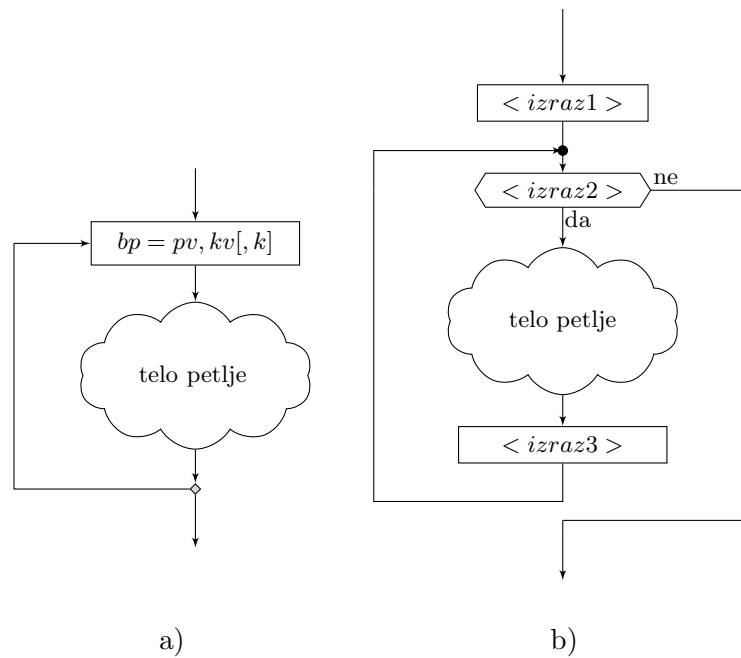 bp = pv, kv[, k]
telo petlje
a)
< izraz1 >
< izraz2 >
ne
da
telo petlje
< izraz3 >
b)